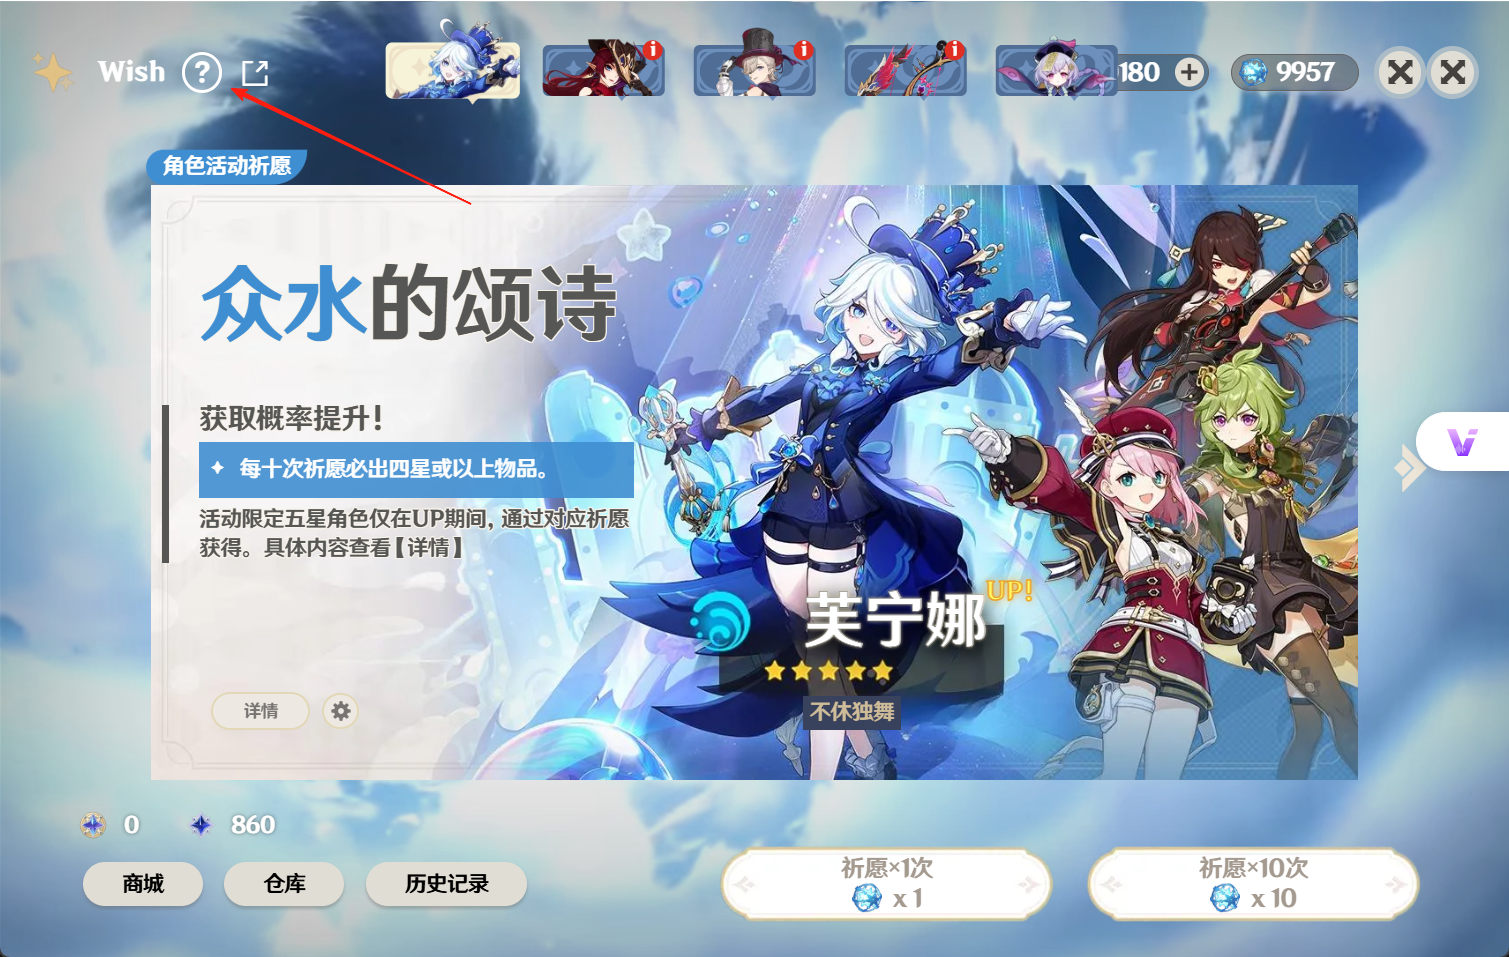 Wish ?
i i i
180 + 9957
角色活动祈愿
众水的颂诗
获取概率提升!
每十次祈愿必出四星或以上物品。
活动限定五星角色仅在UP期间,通过对应祈愿
获得。具体内容查看【详情】
UP!
芙宁娜
不休独舞
详情
0 860
商城 仓库 历史记录
祈愿×1次
x 1
祈愿×10次
x 10